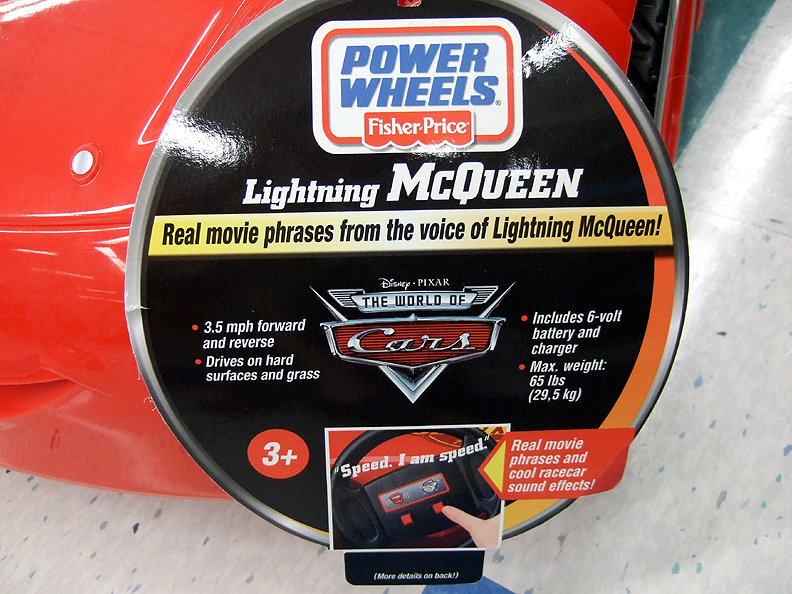 POWER
WHEELS®
Fisher-Price®
Lightning McQUEEN
Real movie phrases from the voice of Lightning McQueen!
Disney • PIXAR
THE WORLD OF
Cars
• 3.5 mph forward
and reverse
• Drives on hard
surfaces and grass
• Includes 6-volt
battery and
charger
• Max. weight:
65 lbs
(29,5 kg)
3+
"Speed. I am speed."
Real movie
phrases and
cool racecar
sound effects!
(More details on back!)